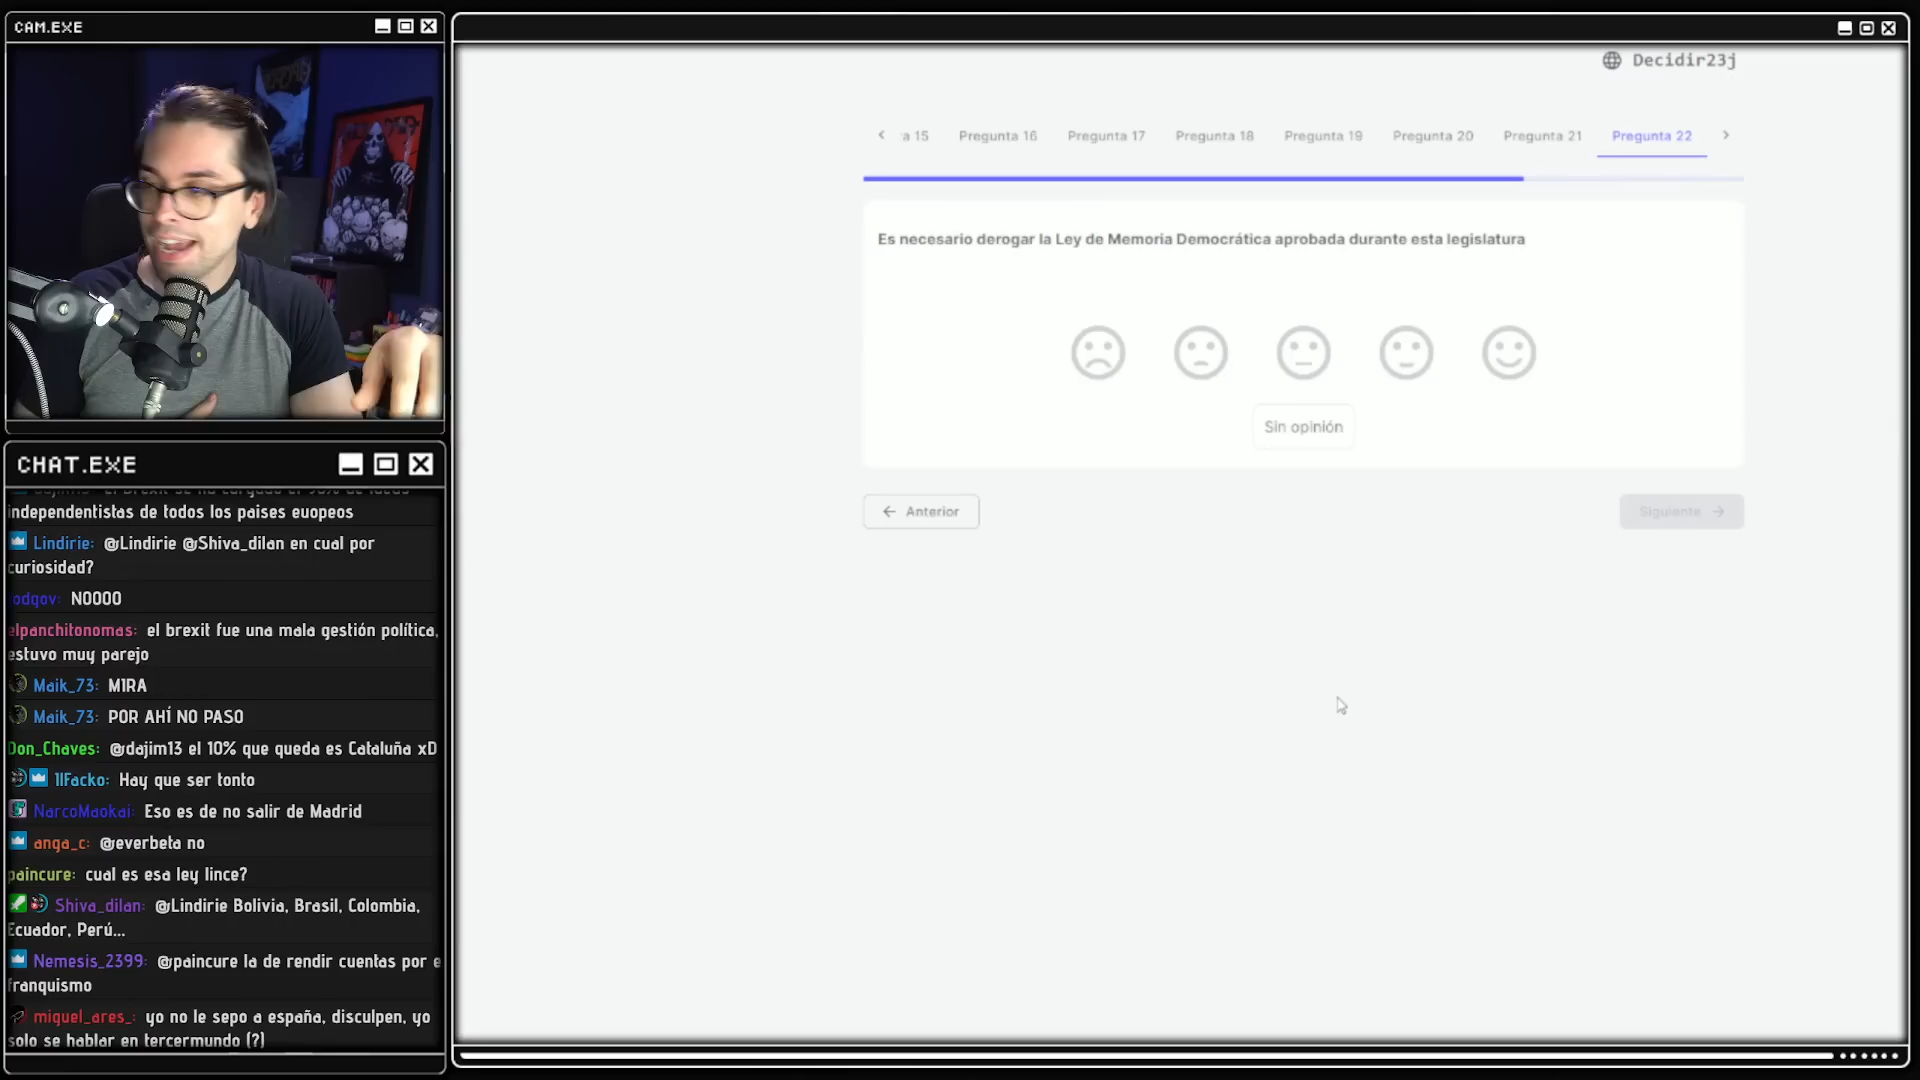 CAM.EXE
Decidir23j
ta 15
Pregunta 16
Pregunta 17
Pregunta 18
Pregunta 19
Pregunta 20
Pregunta 21
Pregunta 22
Es necesario derogar la Ley de Memoria Democrática aprobada durante esta legislatura
Sin opinión
Anterior
Siguiente
CHAT.EXE
independentistas de todos los paises euopeos
Lindirie: @Lindirie @Shiva_dilan en cual por
curiosidad?
odgov: NOOOO
elpanchitonomas: el brexit fue una mala gestión política,
estuvo muy parejo
Maik_73: MIRA
Maik_73: POR AHÍ NO PASO
Don_Chaves: @dajim13 el 10% que queda es Cataluña xD
11Facko: Hay que ser tonto
NarcoMaokai: Eso es de no salir de Madrid
anga_c: @everbeta no
paincure: cual es esa ley lince?
Shiva_dilan: @Lindirie Bolivia, Brasil, Colombia,
Ecuador, Perú...
Nemesis_2399: @paincure la de rendir cuentas por e
franquismo
miguel_ares_: yo no le sepo a españa, disculpen, yo
solo se hablar en tercermundo (?)